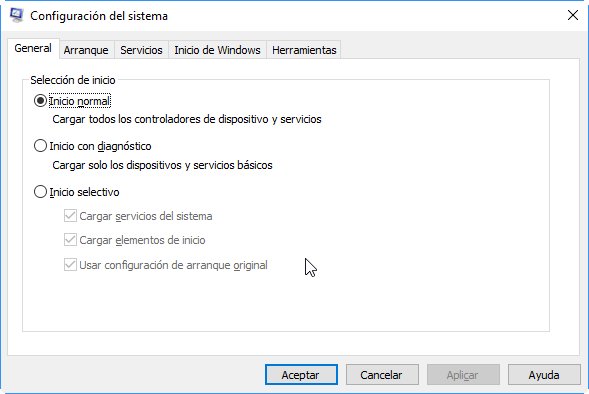 Configuración del sistema
General Arranque Servicios Inicio de Windows Herramientas
Selección de inicio
Inicio normal
Cargar todos los controladores de dispositivo y servicios
Inicio con diagnóstico
Cargar solo los dispositivos y servicios básicos
Inicio selectivo
Cargar servicios del sistema
Cargar elementos de inicio
Usar configuración de arranque original
Aceptar Cancelar Aplicar Ayuda